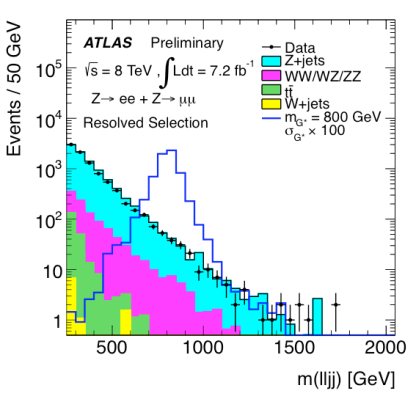 Events / 50 GeV
ATLAS Preliminary
√s = 8 TeV ,∫Ldt = 7.2 fb⁻¹
Z→ ee + Z→ μμ
Resolved Selection
Data
Z+jets
WW/WZ/ZZ
tt̄
W+jets
m_G* = 800 GeV
σ_G* × 100
10⁵
10⁴
10³
10²
10
1
500 1000 1500 2000
m(lljj) [GeV]